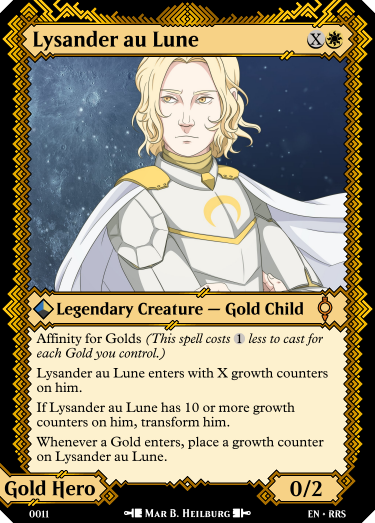 Lysander au Lune X
Legendary Creature — Gold Child
Affinity for Golds (This spell costs 1 less to cast for
each Gold you control.)
Lysander au Lune enters with X growth counters
on him.
If Lysander au Lune has 10 or more growth
counters on him, transform him.
Whenever a Gold enters, place a growth counter
on Lysander au Lune.
Gold Hero 0/2
0011 Mar B. Heilburg EN • RRS